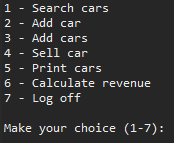 1 - Search cars
2 - Add car
3 - Add cars
4 - Sell car
5 - Print cars
6 - Calculate revenue
7 - Log off
Make your choice (1-7):